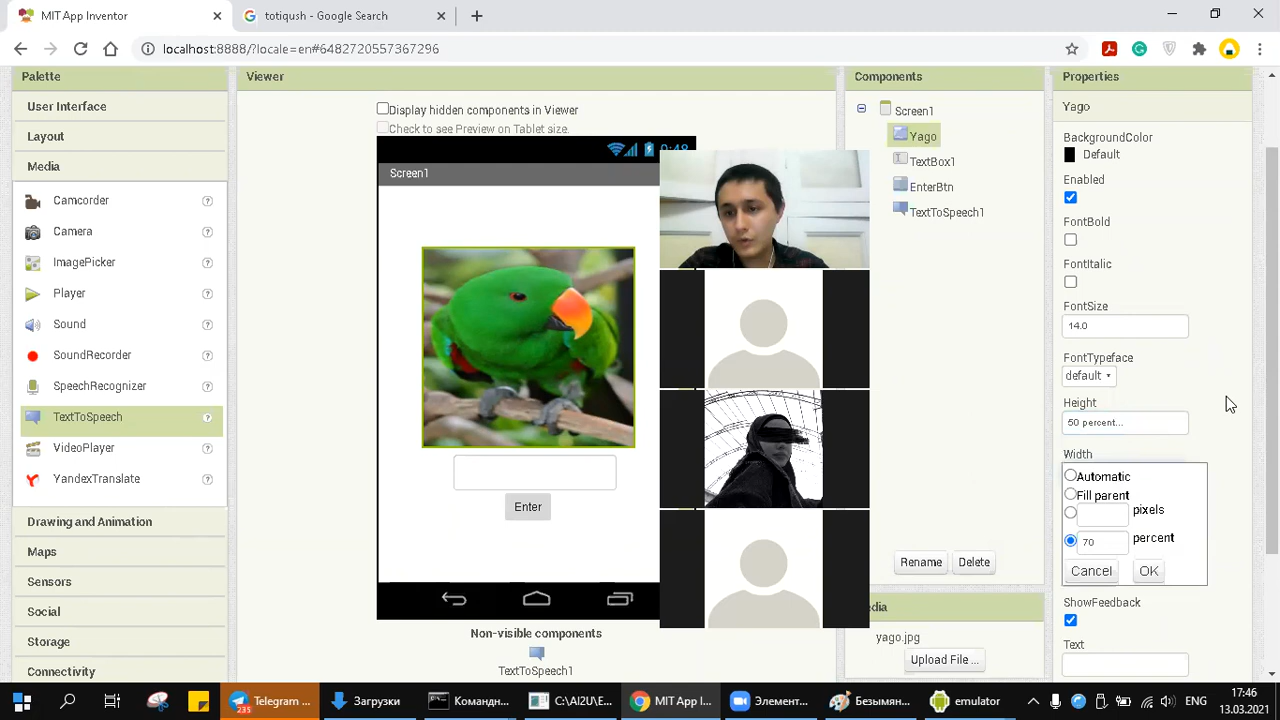 MIT App Inventor
totiqush - Google Search
localhost:8888/?locale=en#6482720557367296
Palette
Viewer
Components
Properties
User Interface
Layout
Media
Camcorder
Camera
ImagePicker
Player
Sound
SoundRecorder
SpeechRecognizer
TextToSpeech
VideoPlayer
YandexTranslate
Drawing and Animation
Maps
Sensors
Social
Storage
Connectivity
Display hidden components in Viewer
Check to see Preview on Tablet size.
Screen1
Enter
Non-visible components
TextToSpeech1
Screen1
Yago
TextBox1
EnterBtn
TextToSpeech1
Rename
Delete
yago.jpg
Upload File ...
Yago
BackgroundColor
Default
Enabled
FontBold
FontItalic
FontSize
14.0
FontTypeface
default
Height
50 percent...
Width
Automatic
Fill parent
pixels
70 percent
Cancel
OK
ShowFeedback
Text
235
Telegram ...
Загрузки
Командн...
C:\AI2U\E...
MIT App I...
Элемент...
Безымян...
emulator
ENG
17:46
13.03.2021